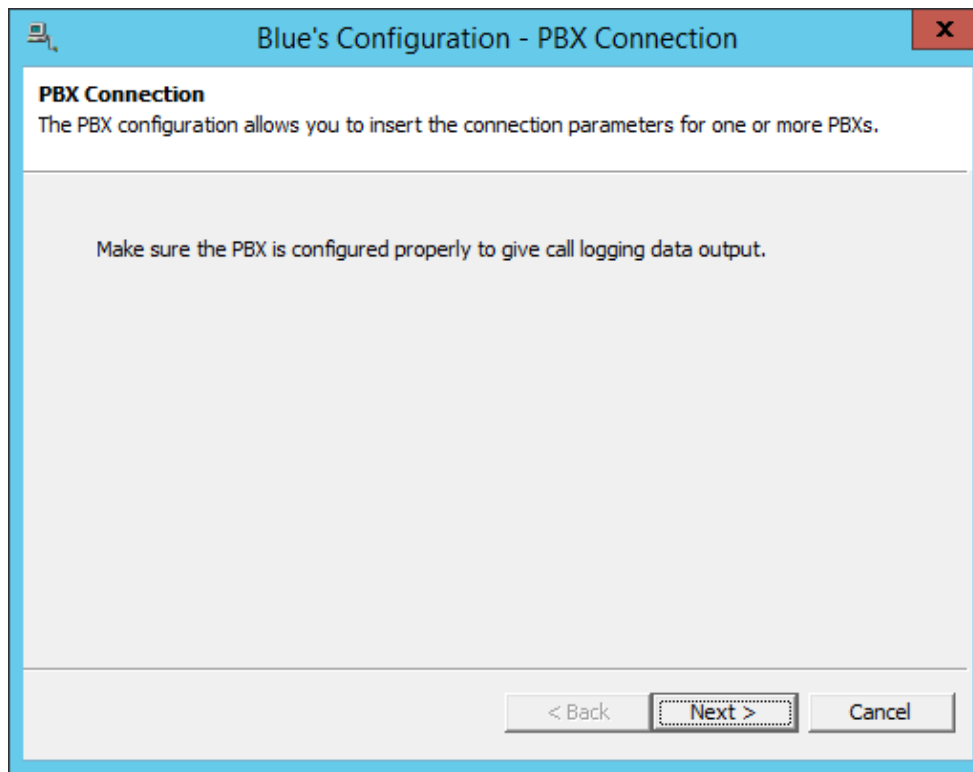 Blue's Configuration - PBX Connection
x
PBX Connection
The PBX configuration allows you to insert the connection parameters for one or more PBXs.
Make sure the PBX is configured properly to give call logging data output.
< Back Next > Cancel